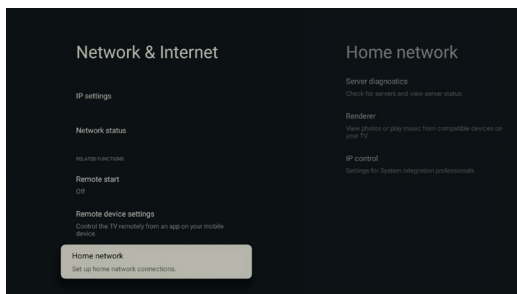 Network & Internet
IP settings
Network status
RELATED FUNCTIONS
Remote start
Off
Remote device settings
Control the TV remotely from an app on your mobile
device.
Home network
Set up home network connections.
Home network
Server diagnostics
Check for servers and view server status.
Renderer
View photos or play music from compatible devices on
your TV.
IP control
Settings for System integration professionals.